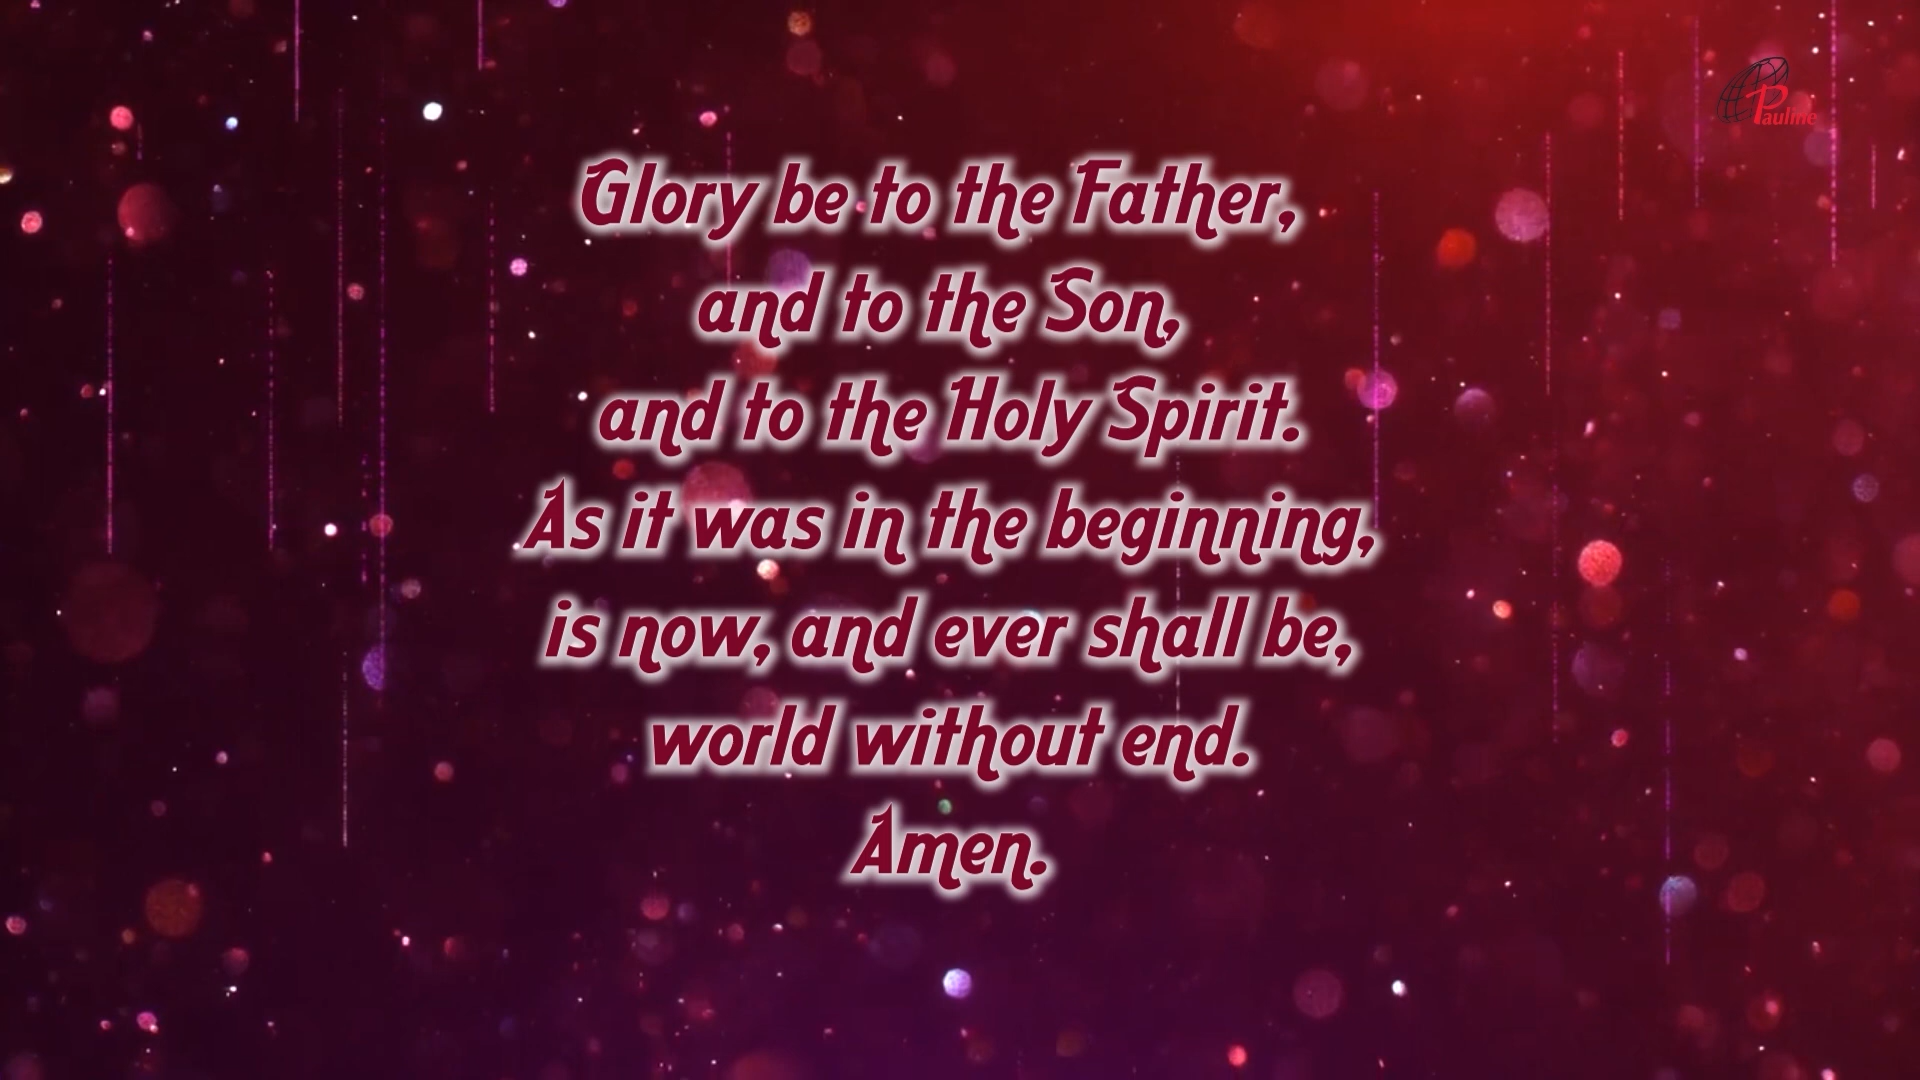 Pauline
Glory be to the Father,
and to the Son,
and to the Holy Spirit.
As it was in the beginning,
is now, and ever shall be,
world without end.
Amen.